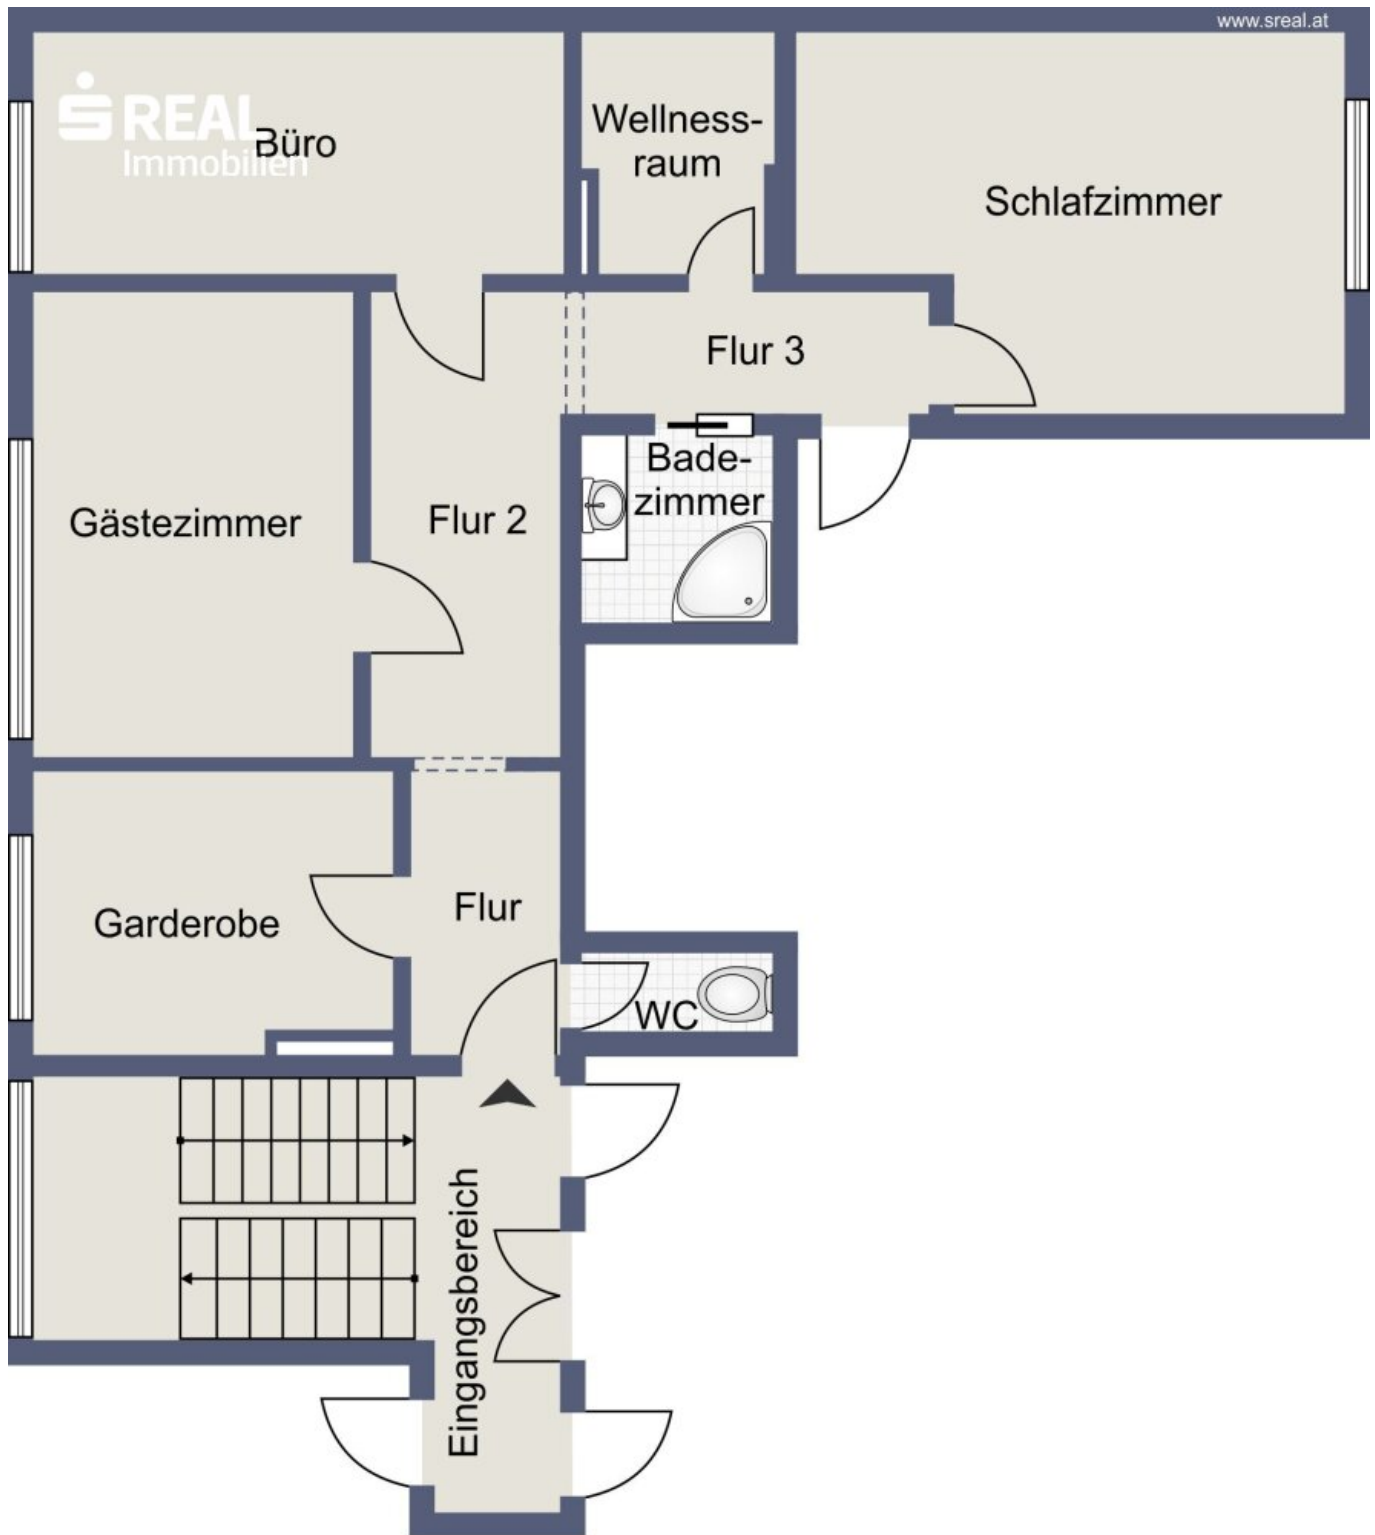 www.sreal.at
S REAL
Immobilien
Büro
Wellness-
raum
Schlafzimmer
Flur 3
Gästezimmer
Flur 2
Bade-
zimmer
Garderobe
Flur
WC
Eingangsbereich